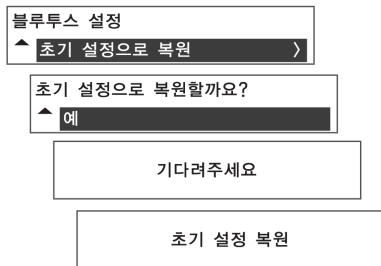 블루투스 설정
초기 설정으로 복원 〉
초기 설정으로 복원할까요?
예
기다려주세요
초기 설정 복원